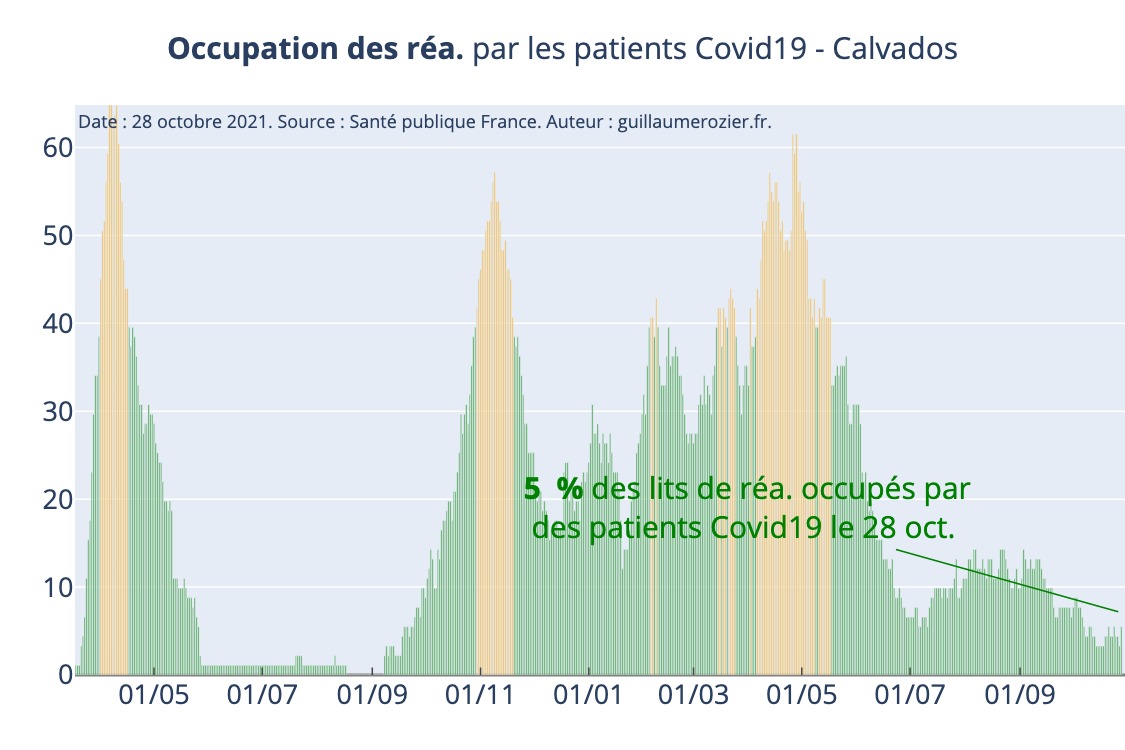 Occupation des réa. par les patients Covid19 - Calvados
Date : 28 octobre 2021. Source : Santé publique France. Auteur : guillaumerozier.fr.
60
50
40
30
20
10
0
5 % des lits de réa. occupés par
des patients Covid19 le 28 oct.
01/05 01/07 01/09 01/11 01/01 01/03 01/05 01/07 01/09